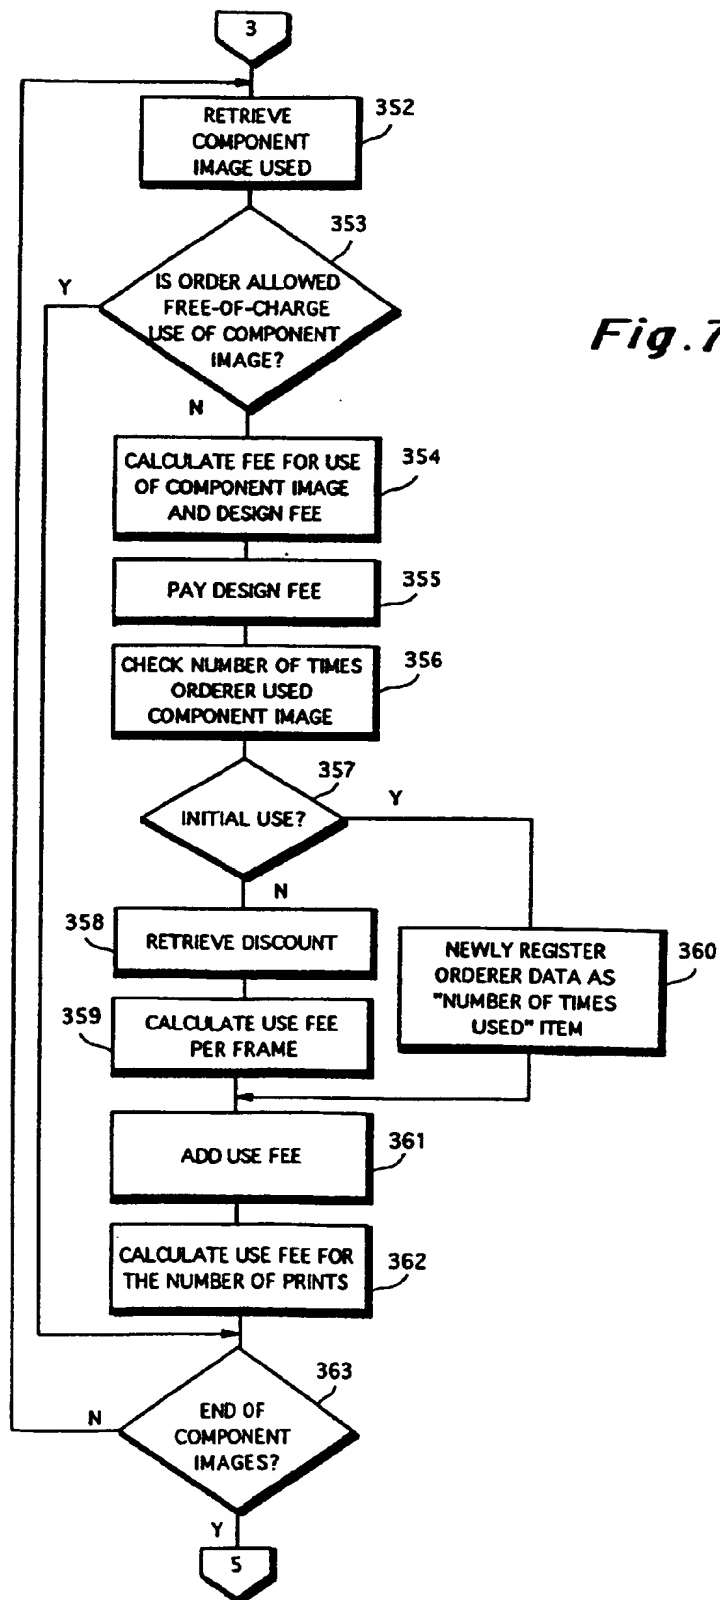 3
RETRIEVE
COMPONENT
IMAGE USED
352
353
IS ORDER ALLOWED
FREE-OF-CHARGE
USE OF COMPONENT
IMAGE?
Y
Fig. 7
N
CALCULATE FEE FOR USE
OF COMPONENT IMAGE
AND DESIGN FEE
354
PAY DESIGN FEE
355
CHECK NUMBER OF TIMES
ORDERER USED
COMPONENT IMAGE
356
357
INITIAL USE?
Y
N
358
RETRIEVE DISCOUNT
NEWLY REGISTER
ORDERER DATA AS
"NUMBER OF TIMES
USED" ITEM
360
359
CALCULATE USE FEE
PER FRAME
ADD USE FEE
361
CALCULATE USE FEE FOR
THE NUMBER OF PRINTS
362
363
END OF
COMPONENT
IMAGES?
N
Y
5